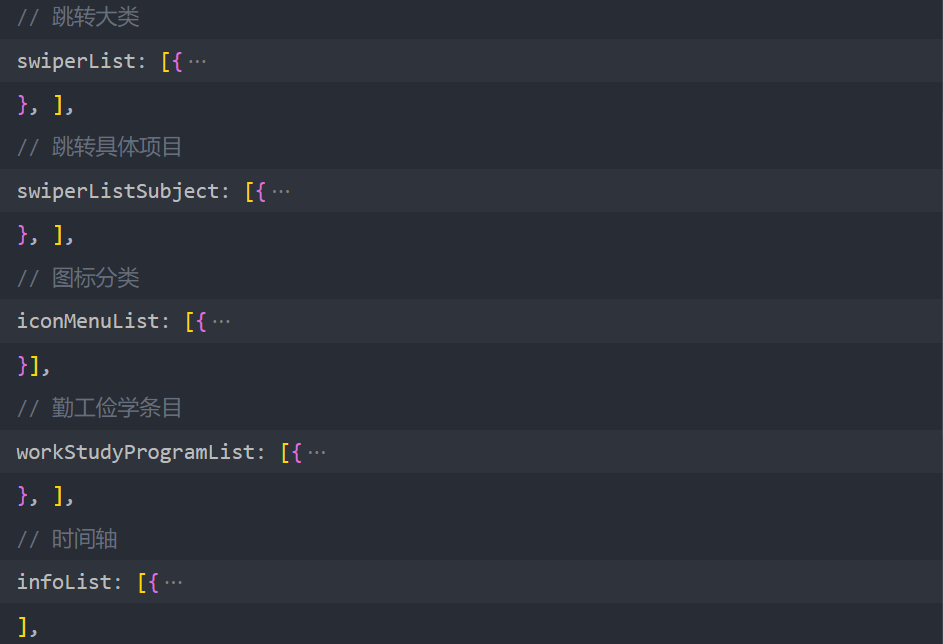 // 跳转大类
swiperList: [{ ···
}, ],
// 跳转具体项目
swiperListSubject: [{ ···
}, ],
// 图标分类
iconMenuList: [{ ···
}],
// 勤工俭学条目
workStudyProgramList: [{ ···
}, ],
// 时间轴
infoList: [{ ···
],